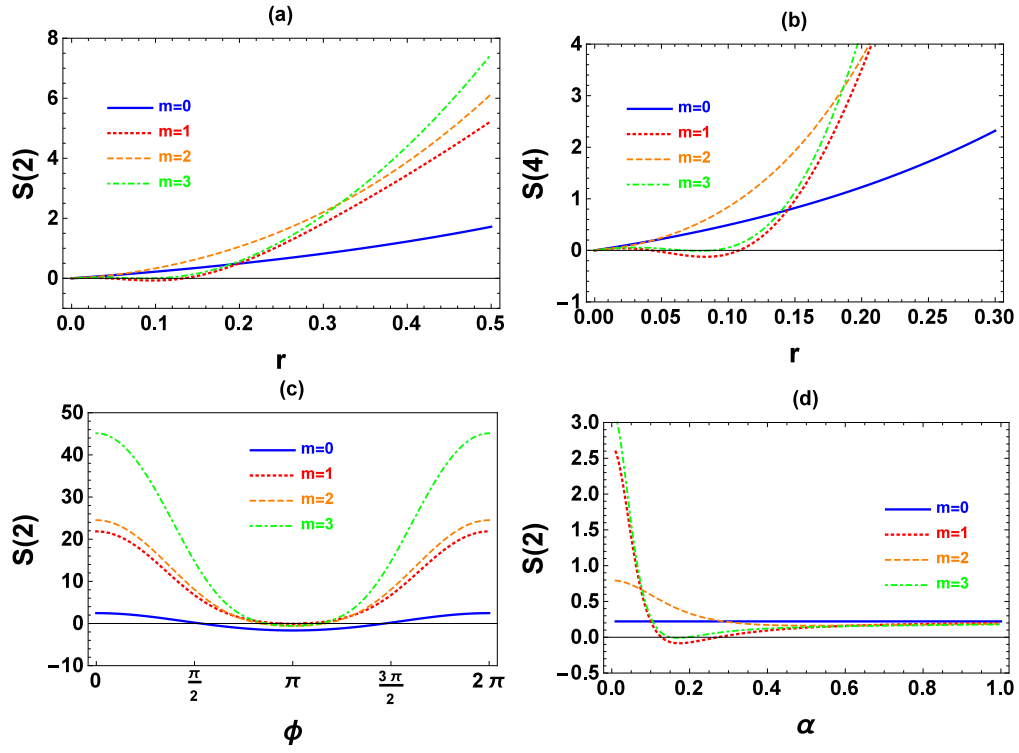 (a)
8
6
4
2
0
S(2)
m=0
m=1
m=2
m=3
0.0 0.1 0.2 0.3 0.4 0.5
r
(b)
4
3
2
1
0
−1
S(4)
m=0
m=1
m=2
m=3
0.00 0.05 0.10 0.15 0.20 0.25 0.30
r
(c)
50
40
30
20
10
0
−10
S(2)
m=0
m=1
m=2
m=3
0 π/2 π 3π/2 2π
ϕ
(d)
3.0
2.5
2.0
1.5
1.0
0.5
0.0
−0.5
S(2)
m=0
m=1
m=2
m=3
0.0 0.2 0.4 0.6 0.8 1.0
α